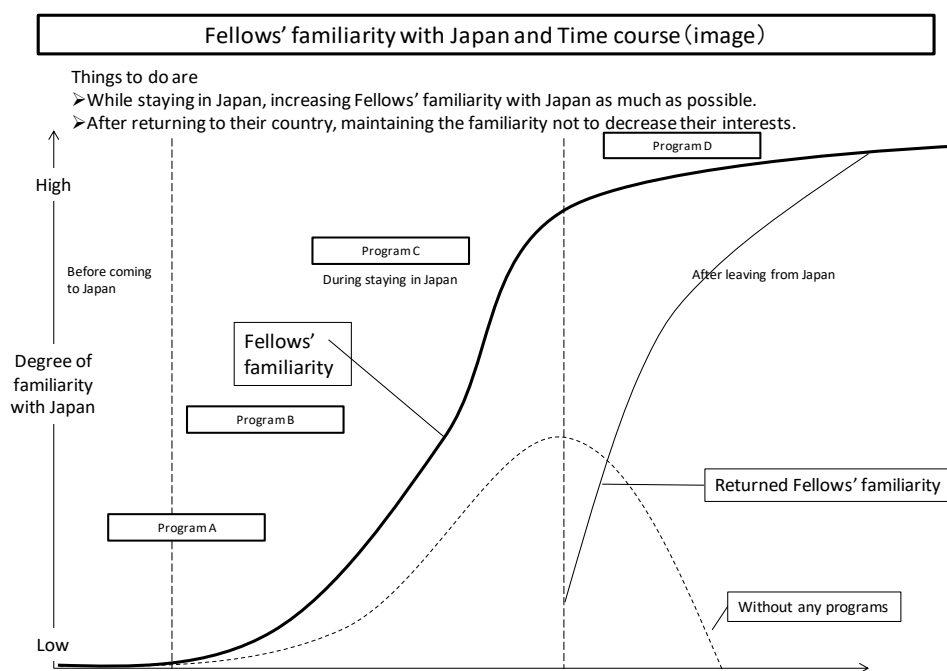 Fellows’ familiarity with Japan and Time course（image）
Things to do are
➢While staying in Japan, increasing Fellows’ familiarity with Japan as much as possible.
➢After returning to their country, maintaining the familiarity not to decrease their interests.
Program D
High
Program C
Before coming
to Japan
During staying in Japan
After leaving from Japan
Fellows’
familiarity
Degree of
familiarity
with Japan
Program B
Returned Fellows’ familiarity
Program A
Without any programs
Low